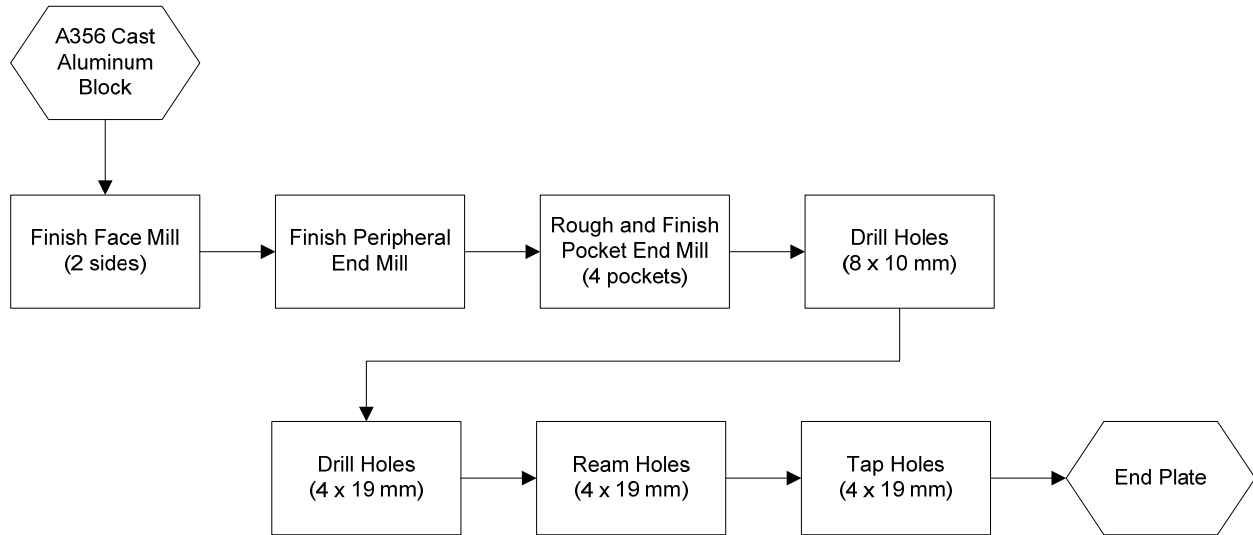 A356 Cast
Aluminum
Block
Finish Face Mill
(2 sides)
Finish Peripheral
End Mill
Rough and Finish
Pocket End Mill
(4 pockets)
Drill Holes
(8 x 10 mm)
Drill Holes
(4 x 19 mm)
Ream Holes
(4 x 19 mm)
Tap Holes
(4 x 19 mm)
End Plate